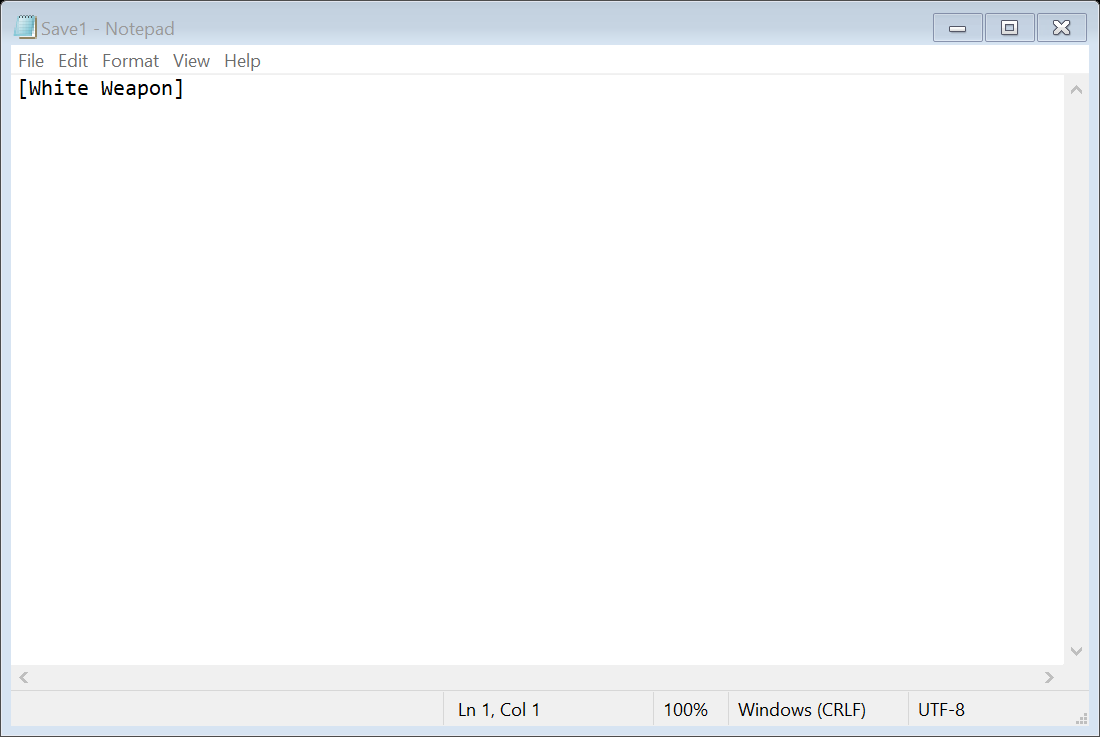 Save1 - Notepad
File Edit Format View Help
[White Weapon]
Ln 1, Col 1 100% Windows (CRLF) UTF-8